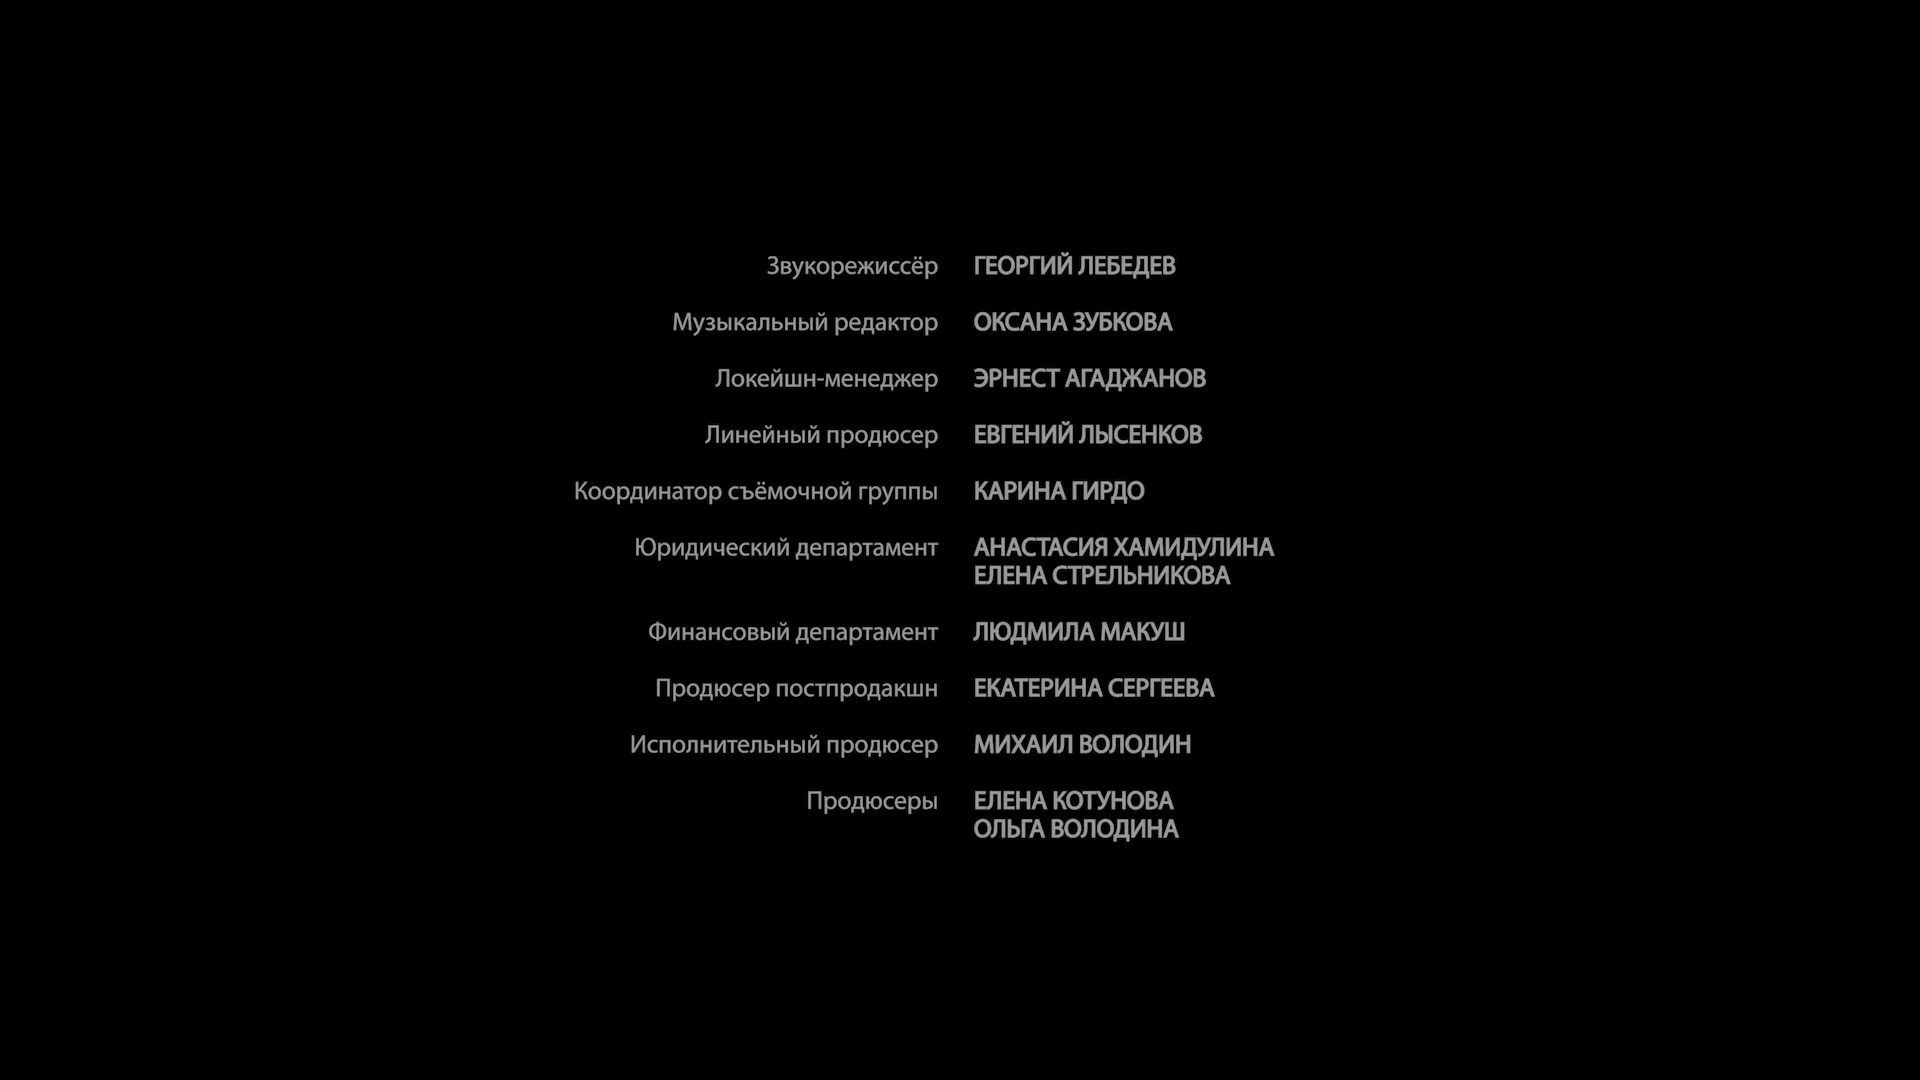 Звукорежиссёр ГЕОРГИЙ ЛЕБЕДЕВ
Музыкальный редактор ОКСАНА ЗУБКОВА
Локейшн-менеджер ЭРНЕСТ АГАДЖАНОВ
Линейный продюсер ЕВГЕНИЙ ЛЫСЕНКОВ
Координатор съёмочной группы КАРИНА ГИРДО
Юридический департамент АНАСТАСИЯ ХАМИДУЛИНА
ЕЛЕНА СТРЕЛЬНИКОВА
Финансовый департамент ЛЮДМИЛА МАКУШ
Продюсер постпродакшн ЕКАТЕРИНА СЕРГЕЕВА
Исполнительный продюсер МИХАИЛ ВОЛОДИН
Продюсеры ЕЛЕНА КОТУНОВА
ОЛЬГА ВОЛОДИНА